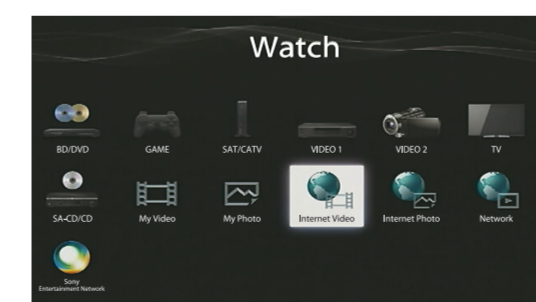 Watch
BD/DVD GAME SAT/CATV VIDEO 1 VIDEO 2 TV
SA-CD/CD My Video My Photo Internet Video Internet Photo Network
Sony
Entertainment Network